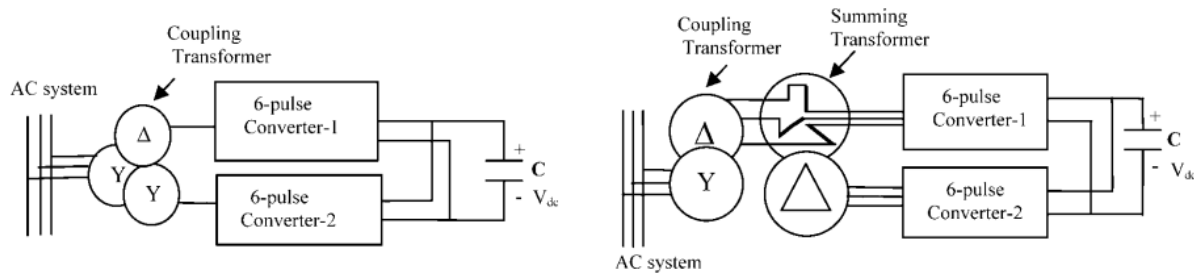 Coupling
Transformer
AC system
Δ
Y
Y
6-pulse
Converter-1
6-pulse
Converter-2
+
C
-
V_dc
Coupling
Transformer
Summing
Transformer
Δ
Y
6-pulse
Converter-1
6-pulse
Converter-2
+
C
-
V_dc
AC system